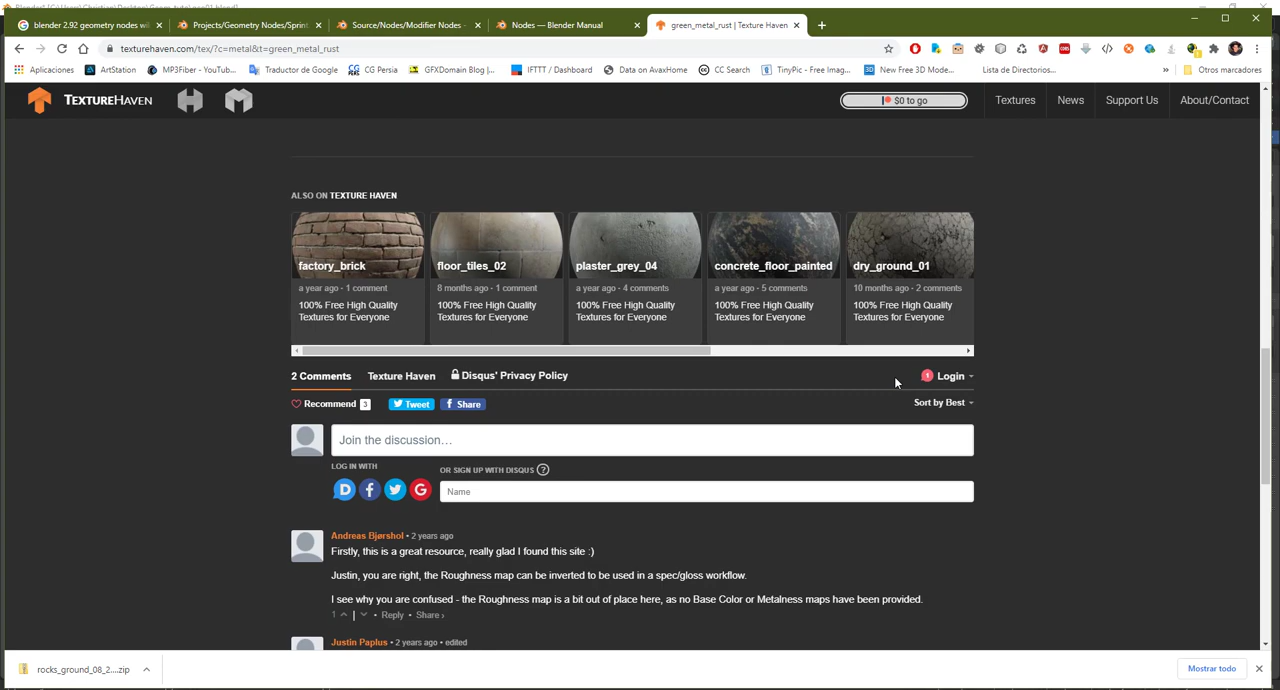 Blender* [C:\Users\Christian\Desktop\Geom_tuto\geo01.blend]
blender 2.92 geometry nodes wi
Projects/Geometry Nodes/Sprint
Source/Nodes/Modifier Nodes -
Nodes — Blender Manual
green_metal_rust | Texture Haven
texturehaven.com/tex/?c=metal&t=green_metal_rust
Aplicaciones
ArtStation
MP3Fiber - YouTub...
Traductor de Google
CG Persia
GFXDomain Blog |...
IFTTT / Dashboard
Data on AvaxHome
CC Search
TinyPic - Free Imag...
New Free 3D Mode...
Lista de Directorios...
»
Otros marcadores
TEXTUREHAVEN
$0 to go
Textures
News
Support Us
About/Contact
ALSO ON TEXTURE HAVEN
factory_brick
a year ago • 1 comment
100% Free High Quality
Textures for Everyone
floor_tiles_02
8 months ago • 1 comment
100% Free High Quality
Textures for Everyone
plaster_grey_04
a year ago • 4 comments
100% Free High Quality
Textures for Everyone
concrete_floor_painted
a year ago • 5 comments
100% Free High Quality
Textures for Everyone
dry_ground_01
10 months ago • 2 comments
100% Free High Quality
Textures for Everyone
2 Comments
Texture Haven
Disqus' Privacy Policy
1
Login
Recommend 3
Tweet
Share
Sort by Best
Join the discussion…
LOG IN WITH
OR SIGN UP WITH DISQUS ?
D f G
Name
Andreas Bjørshol • 2 years ago
Firstly, this is a great resource, really glad I found this site :)
Justin, you are right, the Roughness map can be inverted to be used in a spec/gloss workflow.
I see why you are confused - the Roughness map is a bit out of place here, as no Base Color or Metalness maps have been provided.
1 | • Reply • Share ›
Justin Paplus • 2 years ago • edited
rocks_ground_08_2....zip
Mostrar todo